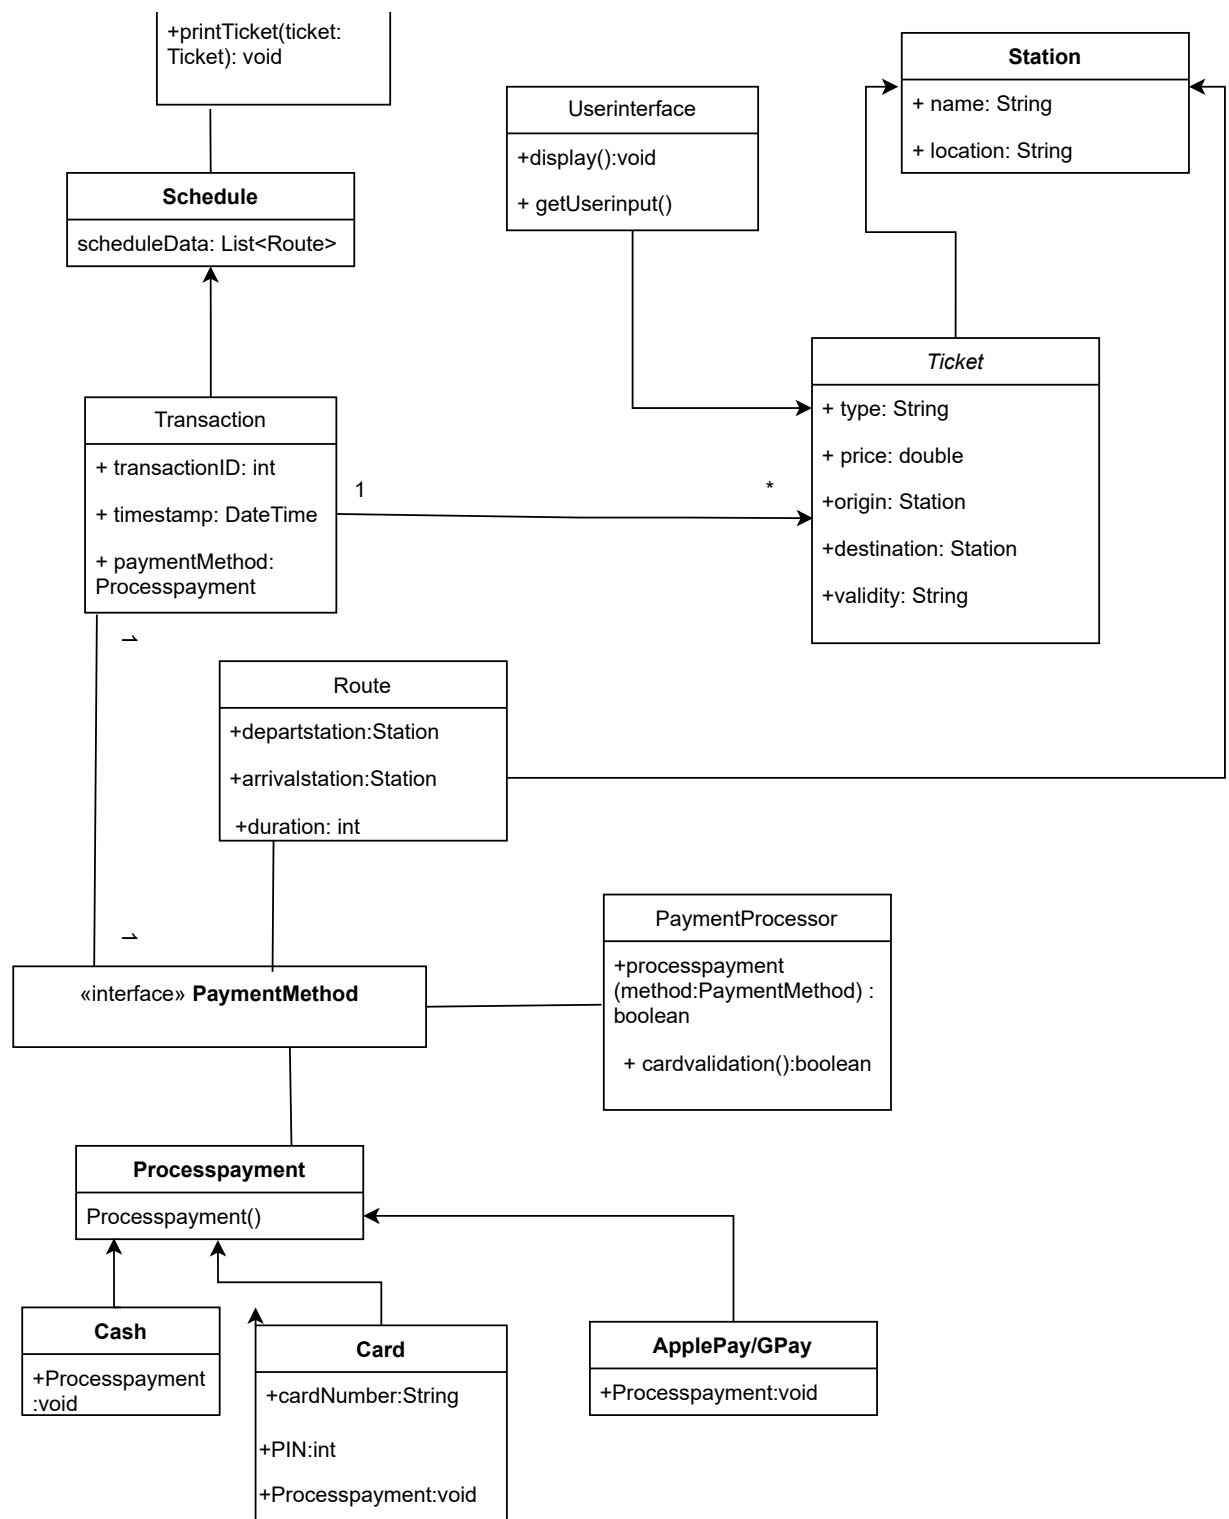 +printTicket(ticket:
Ticket): void
Station
+ name: String
+ location: String
Userinterface
+display():void
+ getUserinput()
Schedule
scheduleData: List<Route>
Ticket
+ type: String
+ price: double
+origin: Station
+destination: Station
+validity: String
Transaction
+ transactionID: int
+ timestamp: DateTime
+ paymentMethod:
Processpayment
1
*
1
Route
+departstation:Station
+arrivalstation:Station
+duration: int
1
«interface» PaymentMethod
PaymentProcessor
+processpayment
(method:PaymentMethod) :
boolean
+ cardvalidation():boolean
Processpayment
Processpayment()
Cash
+Processpayment
:void
Card
+cardNumber:String
+PIN:int
+Processpayment:void
ApplePay/GPay
+Processpayment:void